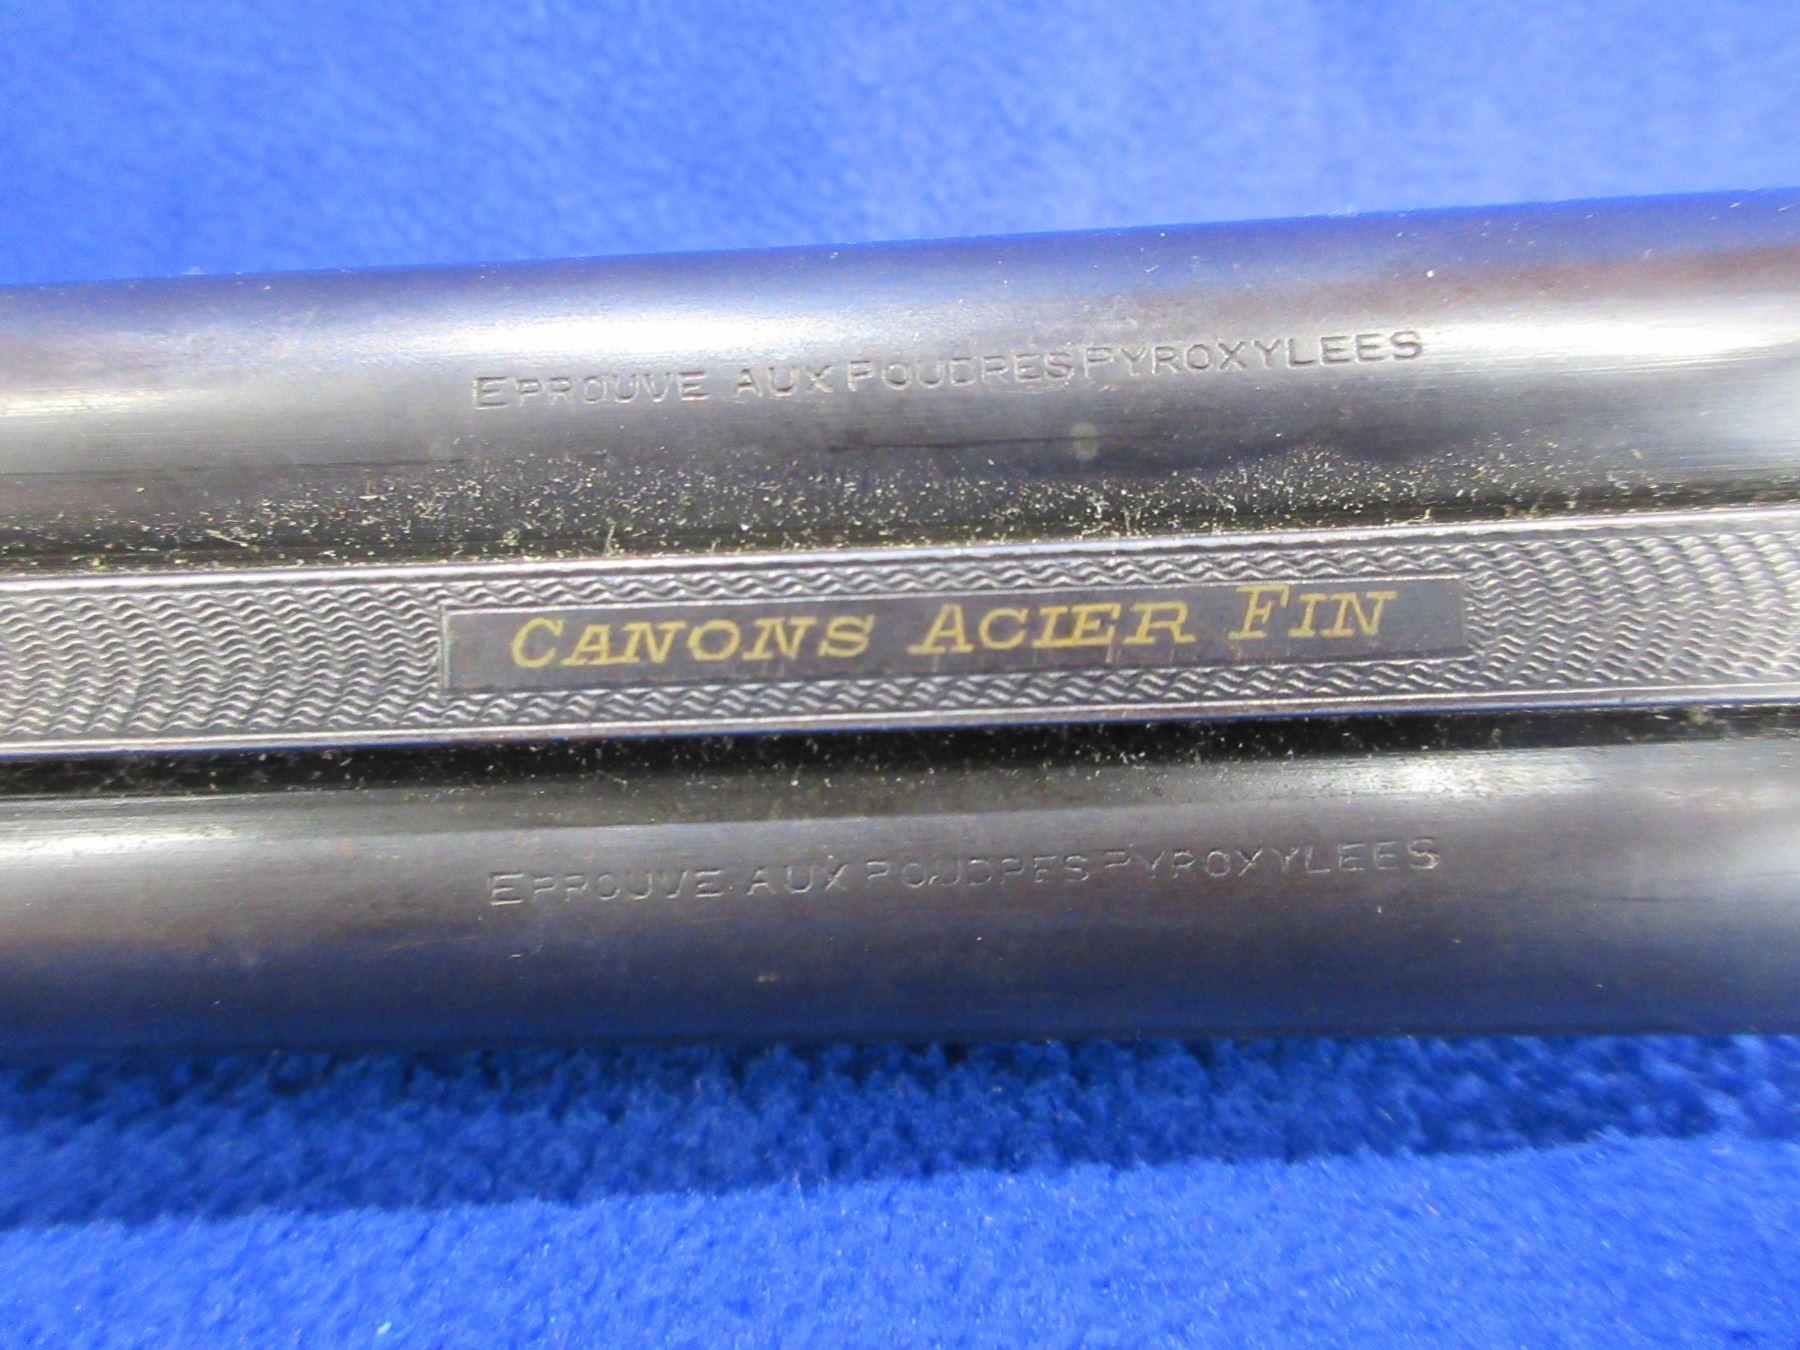 EPROUVE AUX POUDRES PYROXYLEES
CANONS ACIER FIN
EPROUVE AUX POUDRES PYROXYLEES